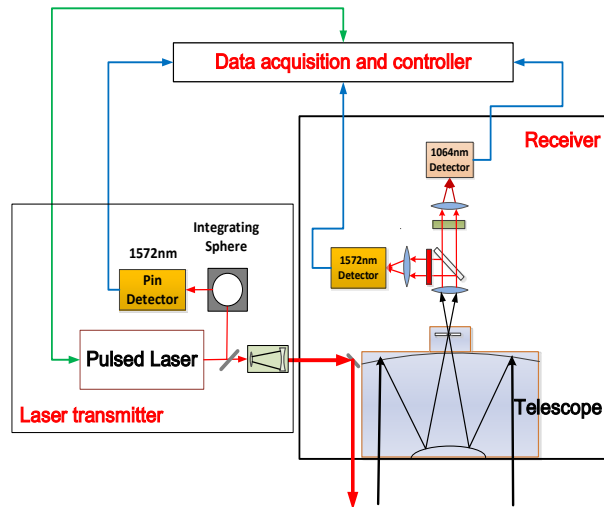 Data acquisition and controller
Receiver
1064nm
Detector
Integrating
Sphere
1572nm
Pin
Detector
1572nm
Detector
Pulsed Laser
Telescope
Laser transmitter